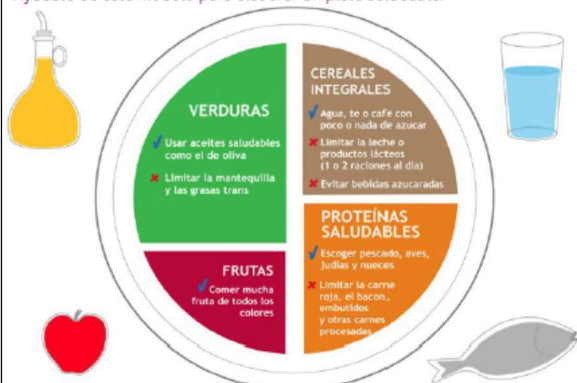 VERDURAS
Usar aceites saludables
como el de oliva
Limitar la mantequilla
y las grasas trans
CEREALES
INTEGRALES
Agua, te o café con
poco o nada de azucar
Limitar la leche o
productos lácteos
(1 o 2 raciones al día)
Evitar bebidas azucaradas
FRUTAS
Comer mucha
fruta de todos los
colores
PROTEÍNAS
SALUDABLES
Escoger pescado, aves,
judías y nueces
Limitar la carne
roja, el bacon,
embutidos
y otras carnes
procesadas